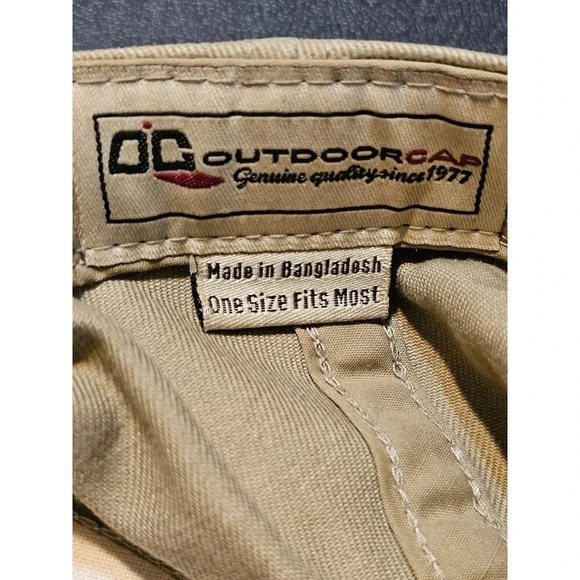 OC OUTDOORCAP
Genuine quality since 1977
Made in Bangladesh
One Size Fits Most